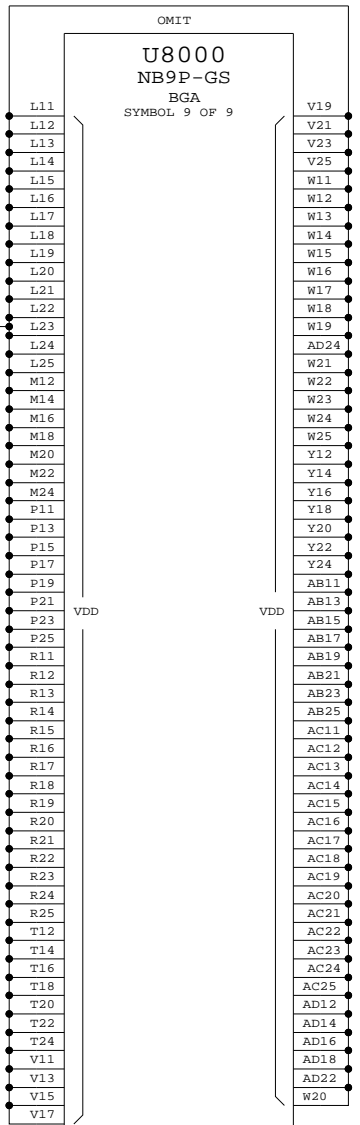 OMIT
U8000
NB9P-GS
BGA
SYMBOL 9 OF 9
L11
L12
L13
L14
L15
L16
L17
L18
L19
L20
L21
L22
L23
L24
L25
M12
M14
M16
M18
M20
M22
M24
P11
P13
P15
P17
P19
P21
P23
P25
R11
R12
R13
R14
R15
R16
R17
R18
R19
R20
R21
R22
R23
R24
R25
T12
T14
T16
T18
T20
T22
T24
V11
V13
V15
V17
VDD
VDD
V19
V21
V23
V25
W11
W12
W13
W14
W15
W16
W17
W18
W19
AD24
W21
W22
W23
W24
W25
Y12
Y14
Y16
Y18
Y20
Y22
Y24
AB11
AB13
AB15
AB17
AB19
AB21
AB23
AB25
AC11
AC12
AC13
AC14
AC15
AC16
AC17
AC18
AC19
AC20
AC21
AC22
AC23
AC24
AC25
AD12
AD14
AD16
AD18
AD22
W20